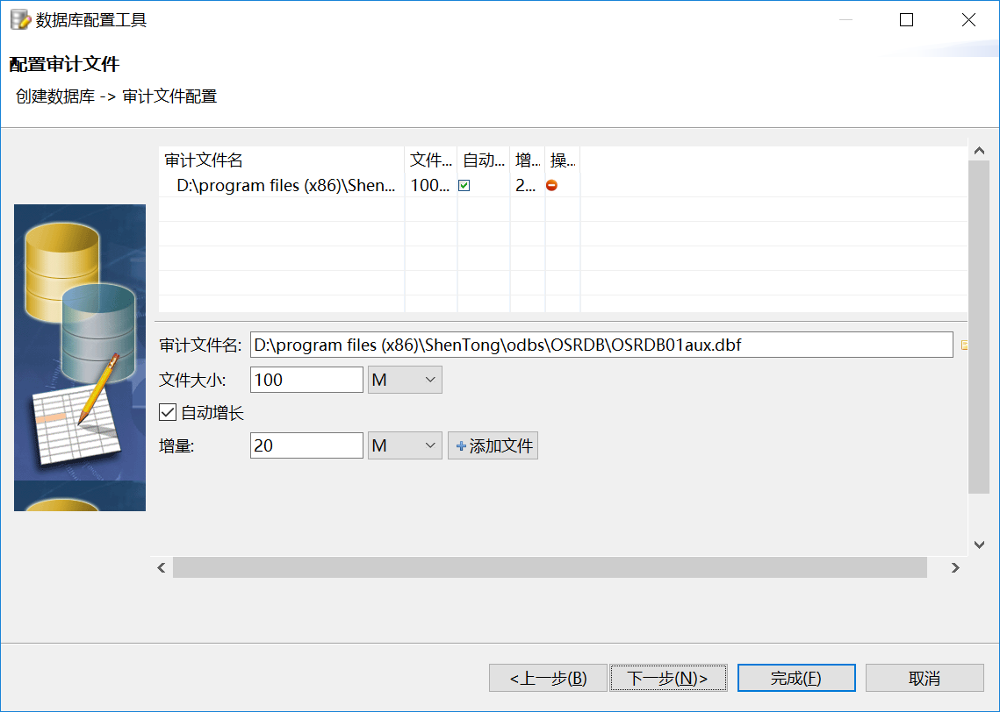 数据库配置工具
配置审计文件
创建数据库 -> 审计文件配置
审计文件名 文件... 自动... 增... 操...
D:\program files (x86)\Shen... 100... 2...
审计文件名: D:\program files (x86)\ShenTong\odbs\OSRDB\OSRDB01aux.dbf
文件大小: 100 M
自动增长
增量: 20 M +添加文件
<上一步(B) 下一步(N)> 完成(F) 取消